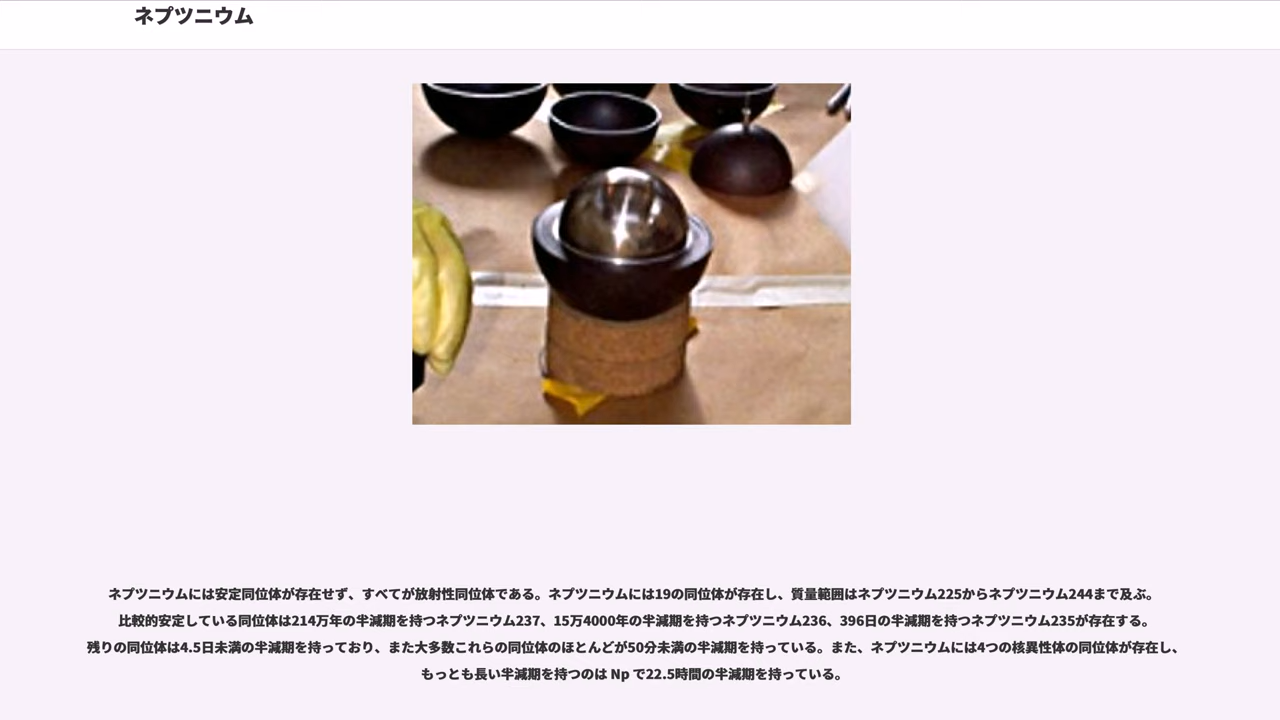 ネプツニウム
ネプツニウムには安定同位体が存在せず、すべてが放射性同位体である。ネプツニウムには19の同位体が存在し、質量範囲はネプツニウム225からネプツニウム244まで及ぶ。
比較的安定している同位体は214万年の半減期を持つネプツニウム237、15万4000年の半減期を持つネプツニウム236、396日の半減期を持つネプツニウム235が存在する。
残りの同位体は4.5日未満の半減期を持っており、また大多数これらの同位体のほとんどが50分未満の半減期を持っている。また、ネプツニウムには4つの核異性体の同位体が存在し、
もっとも長い半減期を持つのは Np で22.5時間の半減期を持っている。